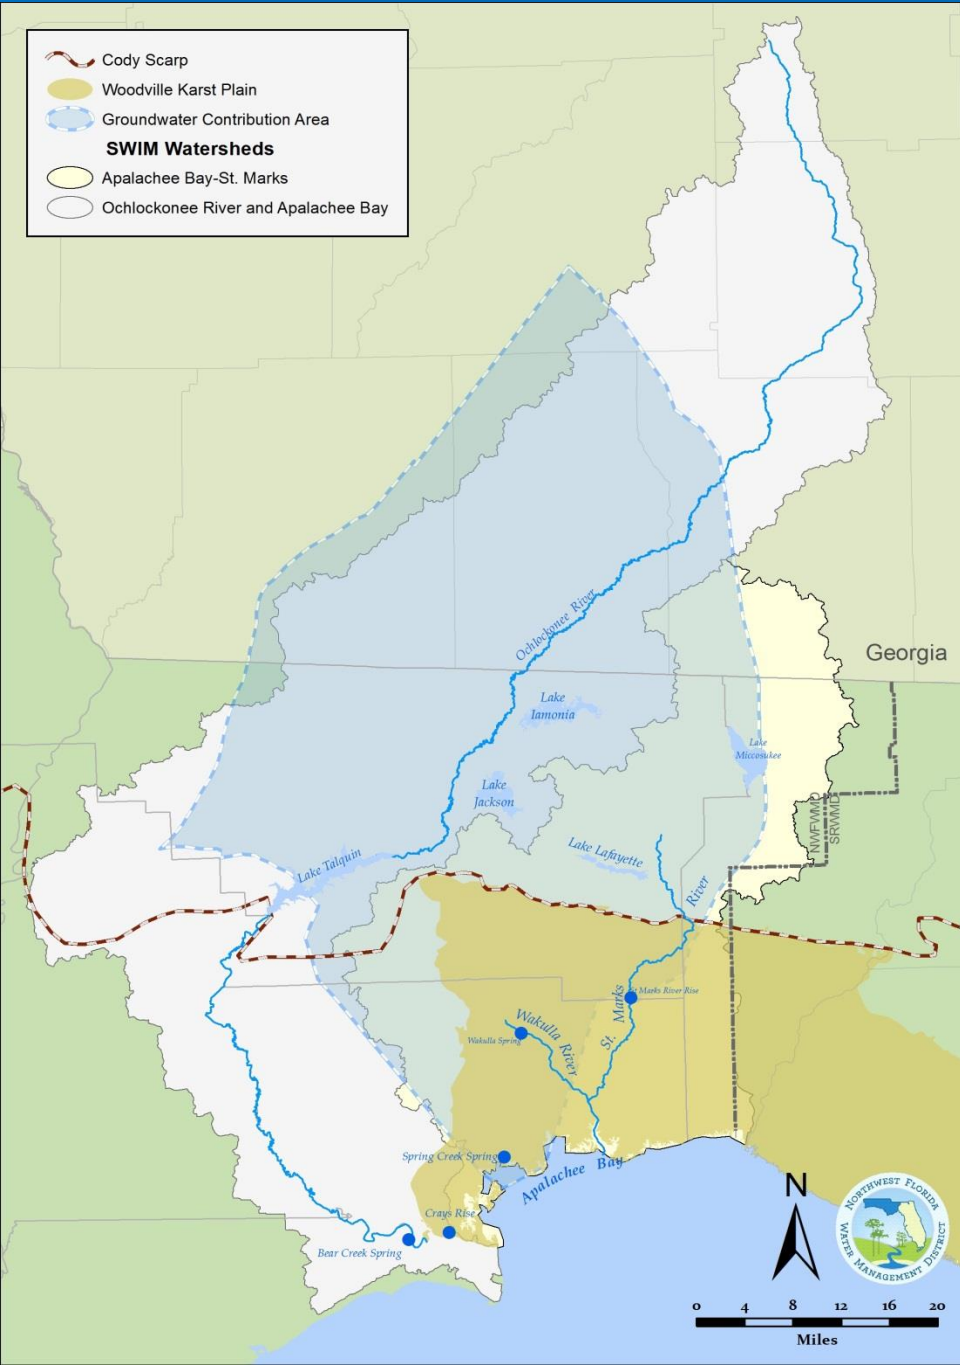 Cody Scarp
Woodville Karst Plain
Groundwater Contribution Area
SWIM Watersheds
Apalachee Bay-St. Marks
Ochlockonee River and Apalachee Bay
Ochlockonee River
Georgia
Lake
Iamonia
Lake
Miccosukee
Lake
Jackson
NWFWMD
SRWMD
Lake Talquin
Lake Lafayette
River
St. Marks
St Marks River Rise
Wakulla River
Wakulla Spring
Spring Creek Spring
Apalachee Bay
Crays Rise
Bear Creek Spring
N
NORTHWEST FLORIDA
WATER MANAGEMENT DISTRICT
0 4 8 12 16 20
Miles